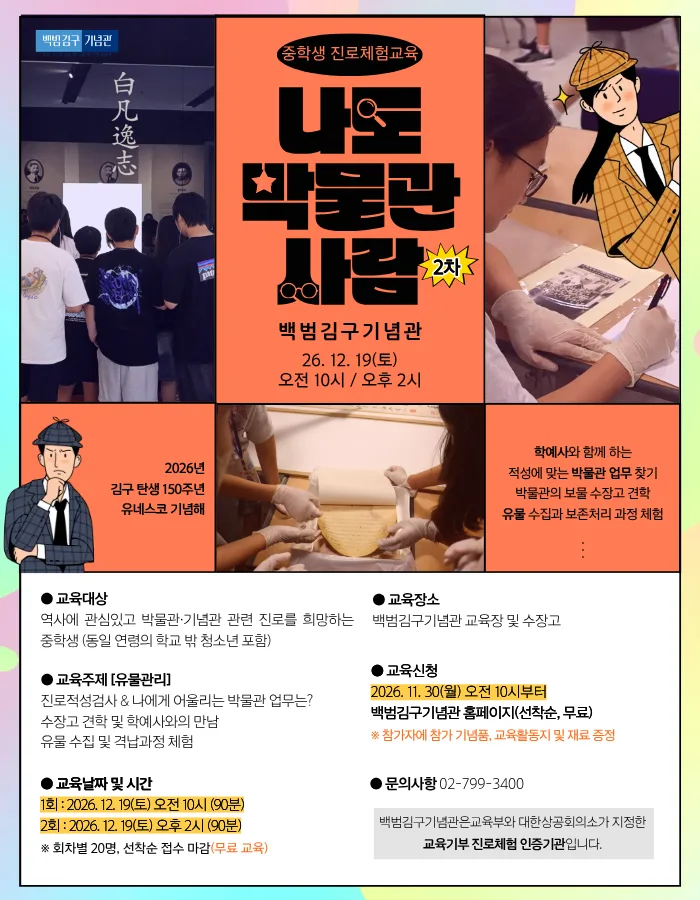 백범김구 기념관
白凡逸志
중학생 진로체험교육
나도
박물관
사람
2차
백범김구기념관
26. 12. 19(토)
오전 10시 / 오후 2시
2026년
김구 탄생 150주년
유네스코 기념해
학예사와 함께 하는
적성에 맞는 박물관 업무 찾기
박물관의 보물 수장고 견학
유물 수집과 보존처리 과정 체험
● 교육대상
역사에 관심있고 박물관·기념관 관련 진로를 희망하는
중학생 (동일 연령의 학교 밖 청소년 포함)
● 교육주제 [유물관리]
진로적성검사 & 나에게 어울리는 박물관 업무는?
수장고 견학 및 학예사와의 만남
유물 수집 및 격납과정 체험
● 교육날짜 및 시간
1회 : 2026. 12. 19(토) 오전 10시 (90분)
2회 : 2026. 12. 19(토) 오후 2시 (90분)
※ 회차별 20명, 선착순 접수 마감(무료 교육)
● 교육장소
백범김구기념관 교육장 및 수장고
● 교육신청
2026. 11. 30(월) 오전 10시부터
백범김구기념관 홈페이지(선착순, 무료)
※ 참가자에 참가 기념품, 교육활동지 및 재료 증정
● 문의사항 02-799-3400
백범김구기념관은교육부와 대한상공회의소가 지정한
교육기부 진로체험 인증기관입니다.